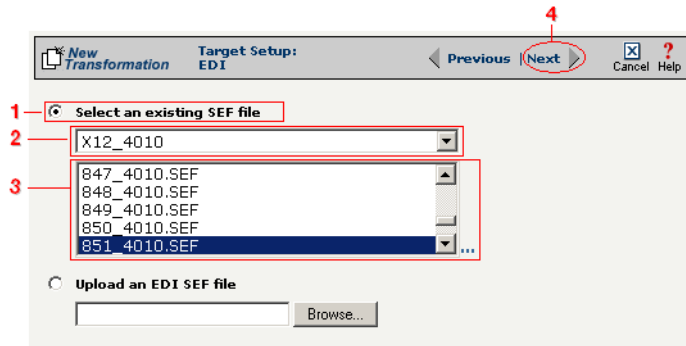 4
New Transformation
Target Setup:
EDI
Previous | Next
Cancel Help
1
Select an existing SEF file
2
X12_4010
3
847_4010.SEF
848_4010.SEF
849_4010.SEF
850_4010.SEF
851_4010.SEF
...
Upload an EDI SEF file
Browse...